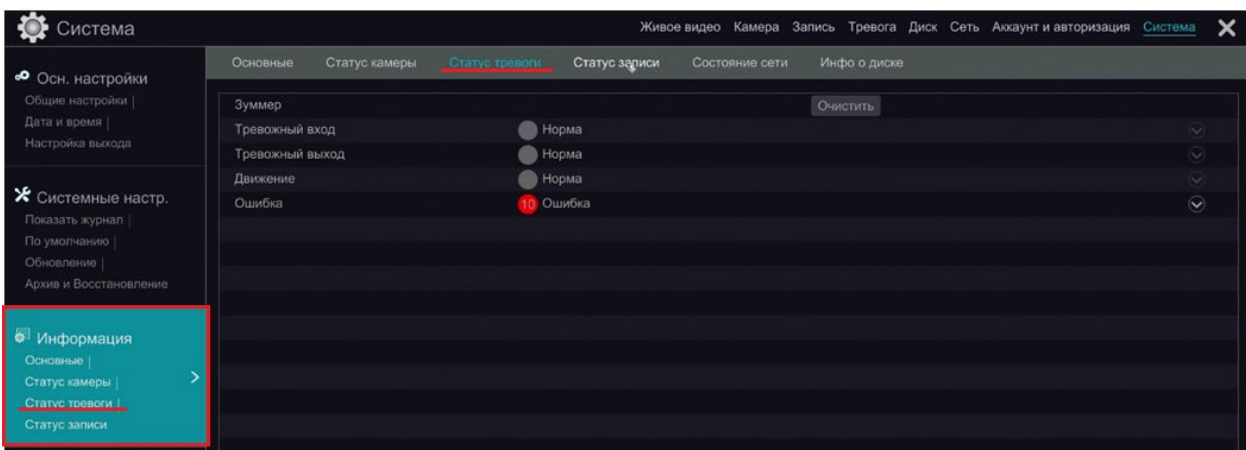 Система
Живое видео Камера Запись Тревога Диск Сеть Аккаунт и авторизация Система
Осн. настройки
Общие настройки |
Дата и время |
Настройка выхода
Системные настр.
Показать журнал |
По умолчанию |
Обновление |
Архив и Восстановление
Информация
Основные |
Статус камеры |
Статус тревоги |
Статус записи
Основные Статус камеры Статус тревоги Статус записи Состояние сети Инфо о диске
Зуммер Очистить
Тревожный вход Норма
Тревожный выход Норма
Движение Норма
Ошибка 10 Ошибка